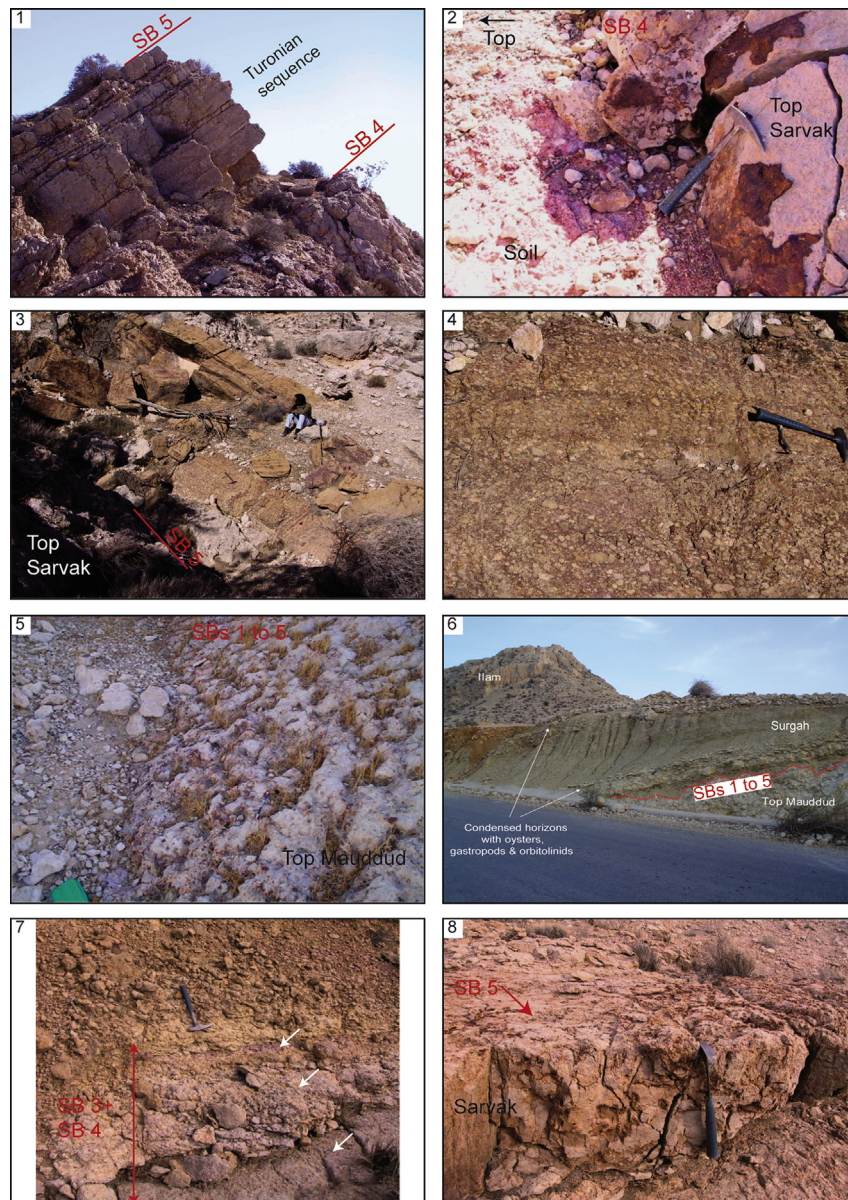 1
SB 5
Turonian
sequence
SB 4
2
Top
SB 4
Top
Sarvak
Soil
3
Top
Sarvak
SB 5
4
5
SBs 1 to 5
Top Mauddud
6
Ilam
Surgah
SBs 1 to 5
Top Mauddud
Condensed horizons
with oysters,
gastropods & orbitolinids
7
SB 3+
SB 4
8
SB 5
Sarvak